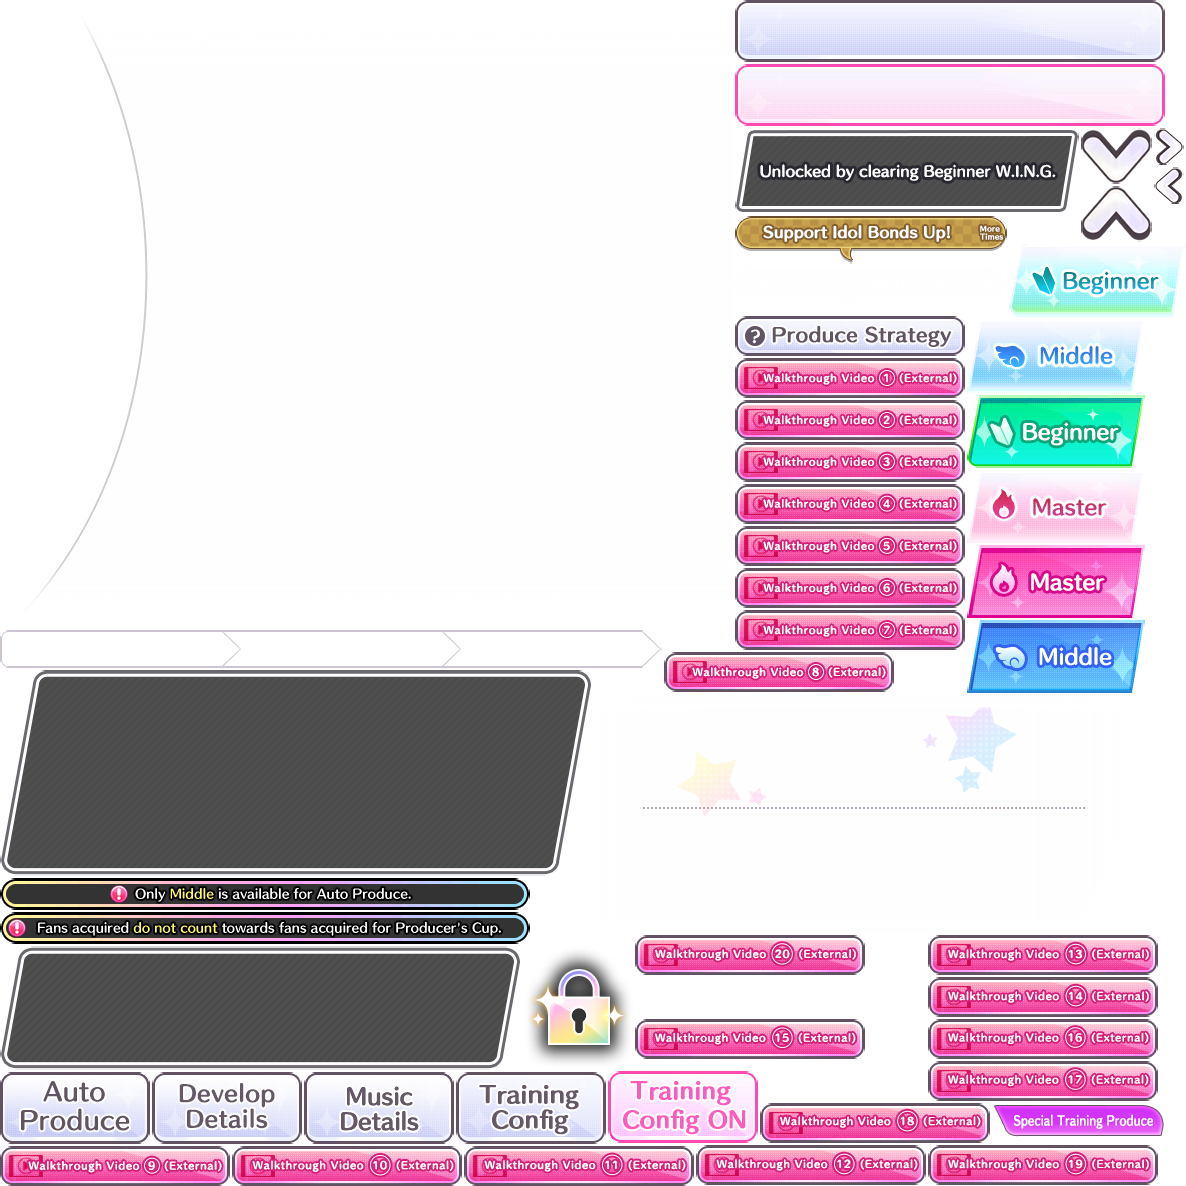 Unlocked by clearing Beginner W.I.N.G.
Support Idol Bonds Up!
More
Times
Beginner
Produce Strategy
Middle
Walkthrough Video ① (External)
Walkthrough Video ② (External)
Beginner
Walkthrough Video ③ (External)
Walkthrough Video ④ (External)
Master
Walkthrough Video ⑤ (External)
Walkthrough Video ⑥ (External)
Master
Walkthrough Video ⑦ (External)
Middle
Walkthrough Video ⑧ (External)
Only Middle is available for Auto Produce.
Fans acquired do not count towards fans acquired for Producer's Cup.
Walkthrough Video ⑳ (External)
Walkthrough Video ⑬ (External)
Walkthrough Video ⑭ (External)
Walkthrough Video ⑮ (External)
Walkthrough Video ⑯ (External)
Walkthrough Video ⑰ (External)
Auto
Produce
Develop
Details
Music
Details
Training
Config
Training
Config ON
Walkthrough Video ⑱ (External)
Special Training Produce
Walkthrough Video ⑨ (External)
Walkthrough Video ⑩ (External)
Walkthrough Video ⑪ (External)
Walkthrough Video ⑫ (External)
Walkthrough Video ⑲ (External)